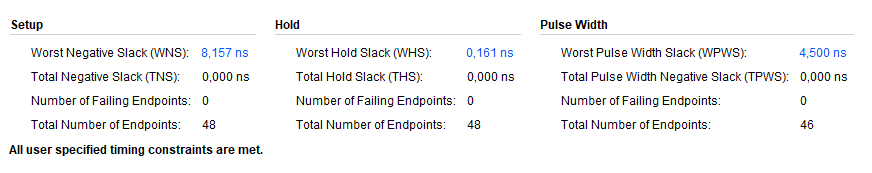 Setup
Worst Negative Slack (WNS): 8,157 ns
Total Negative Slack (TNS): 0,000 ns
Number of Failing Endpoints: 0
Total Number of Endpoints: 48
Hold
Worst Hold Slack (WHS): 0,161 ns
Total Hold Slack (THS): 0,000 ns
Number of Failing Endpoints: 0
Total Number of Endpoints: 48
Pulse Width
Worst Pulse Width Slack (WPWS): 4,500 ns
Total Pulse Width Negative Slack (TPWS): 0,000 ns
Number of Failing Endpoints: 0
Total Number of Endpoints: 46
All user specified timing constraints are met.